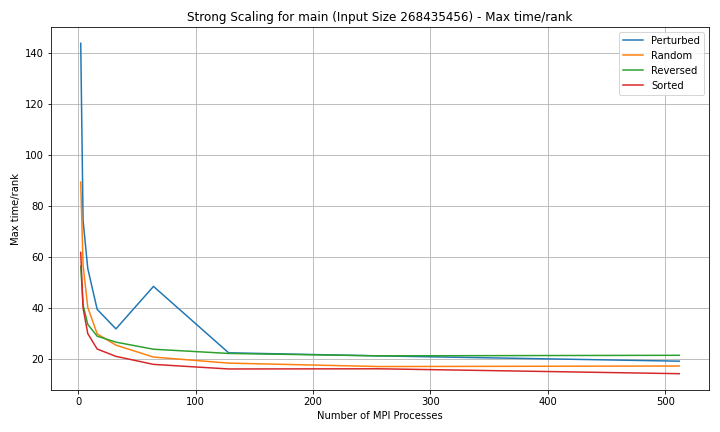 Strong Scaling for main (Input Size 268435456) - Max time/rank
Perturbed
Random
Reversed
Sorted
Max time/rank
140
120
100
80
60
40
20
0
100
200
300
400
500
Number of MPI Processes